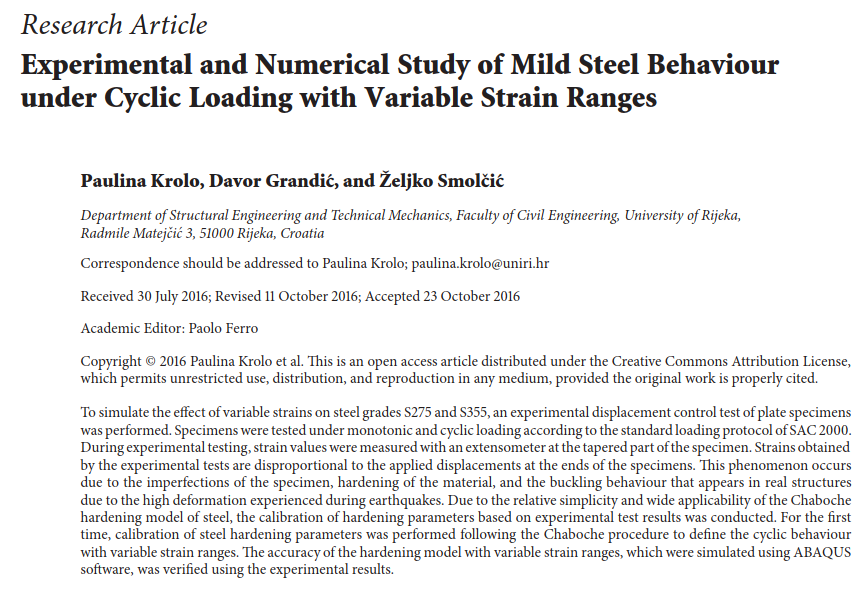 Research Article
Experimental and Numerical Study of Mild Steel Behaviour
under Cyclic Loading with Variable Strain Ranges
Paulina Krolo, Davor Grandić, and Željko Smolčić
Department of Structural Engineering and Technical Mechanics, Faculty of Civil Engineering, University of Rijeka,
Radmile Matejčić 3, 51000 Rijeka, Croatia
Correspondence should be addressed to Paulina Krolo; paulina.krolo@uniri.hr
Received 30 July 2016; Revised 11 October 2016; Accepted 23 October 2016
Academic Editor: Paolo Ferro
Copyright © 2016 Paulina Krolo et al. This is an open access article distributed under the Creative Commons Attribution License,
which permits unrestricted use, distribution, and reproduction in any medium, provided the original work is properly cited.
To simulate the effect of variable strains on steel grades S275 and S355, an experimental displacement control test of plate specimens
was performed. Specimens were tested under monotonic and cyclic loading according to the standard loading protocol of SAC 2000.
During experimental testing, strain values were measured with an extensometer at the tapered part of the specimen. Strains obtained
by the experimental tests are disproportional to the applied displacements at the ends of the specimens. This phenomenon occurs
due to the imperfections of the specimen, hardening of the material, and the buckling behaviour that appears in real structures
due to the high deformation experienced during earthquakes. Due to the relative simplicity and wide applicability of the Chaboche
hardening model of steel, the calibration of hardening parameters based on experimental test results was conducted. For the first
time, calibration of steel hardening parameters was performed following the Chaboche procedure to define the cyclic behaviour
with variable strain ranges. The accuracy of the hardening model with variable strain ranges, which were simulated using ABAQUS
software, was verified using the experimental results.